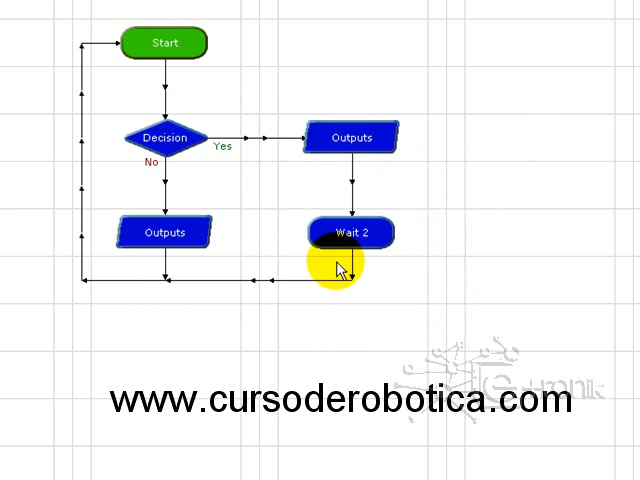 Start
Decision
Yes
Outputs
No
Outputs
Wait 2
www.cursoderobotica.com